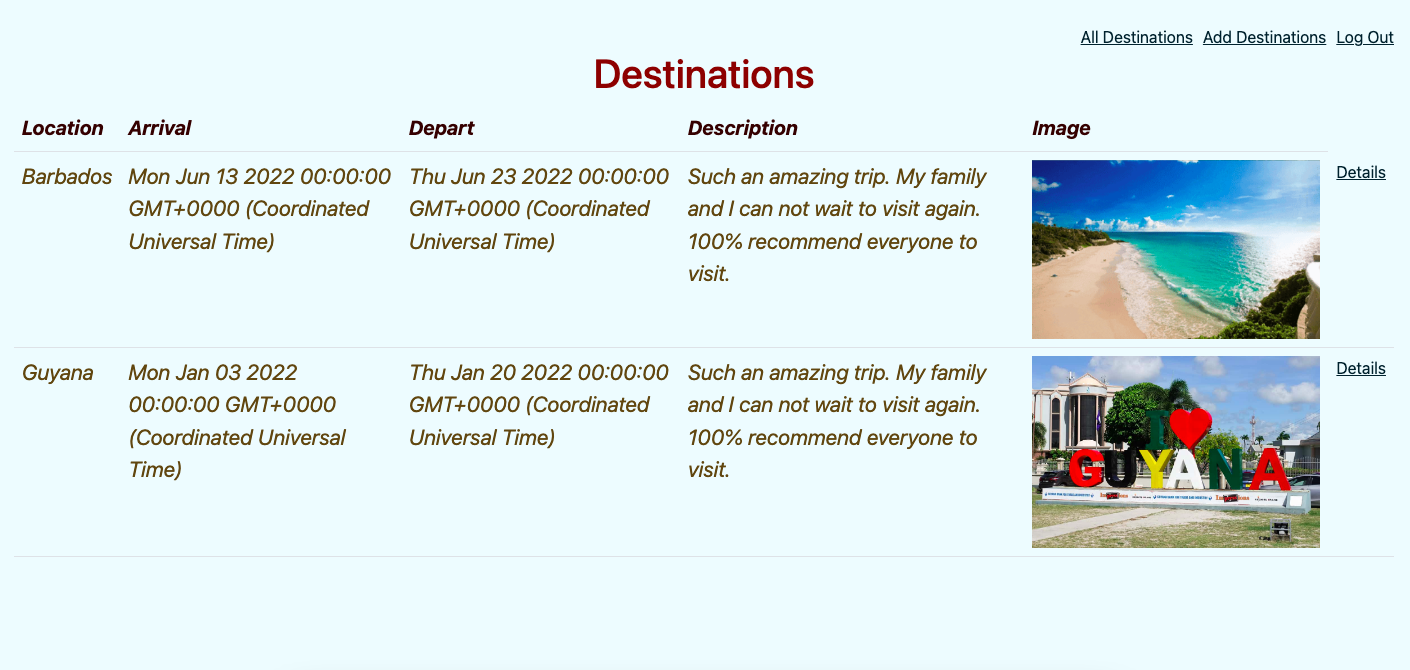 All Destinations Add Destinations Log Out
Destinations
Location Arrival Depart Description Image
Barbados
Mon Jun 13 2022 00:00:00
GMT+0000 (Coordinated
Universal Time)
Thu Jun 23 2022 00:00:00
GMT+0000 (Coordinated
Universal Time)
Such an amazing trip. My family
and I can not wait to visit again.
100% recommend everyone to
visit.
Details
Guyana
Mon Jan 03 2022
00:00:00 GMT+0000
(Coordinated Universal
Time)
Thu Jan 20 2022 00:00:00
GMT+0000 (Coordinated
Universal Time)
Such an amazing trip. My family
and I can not wait to visit again.
100% recommend everyone to
visit.
I
GUYANA
Details